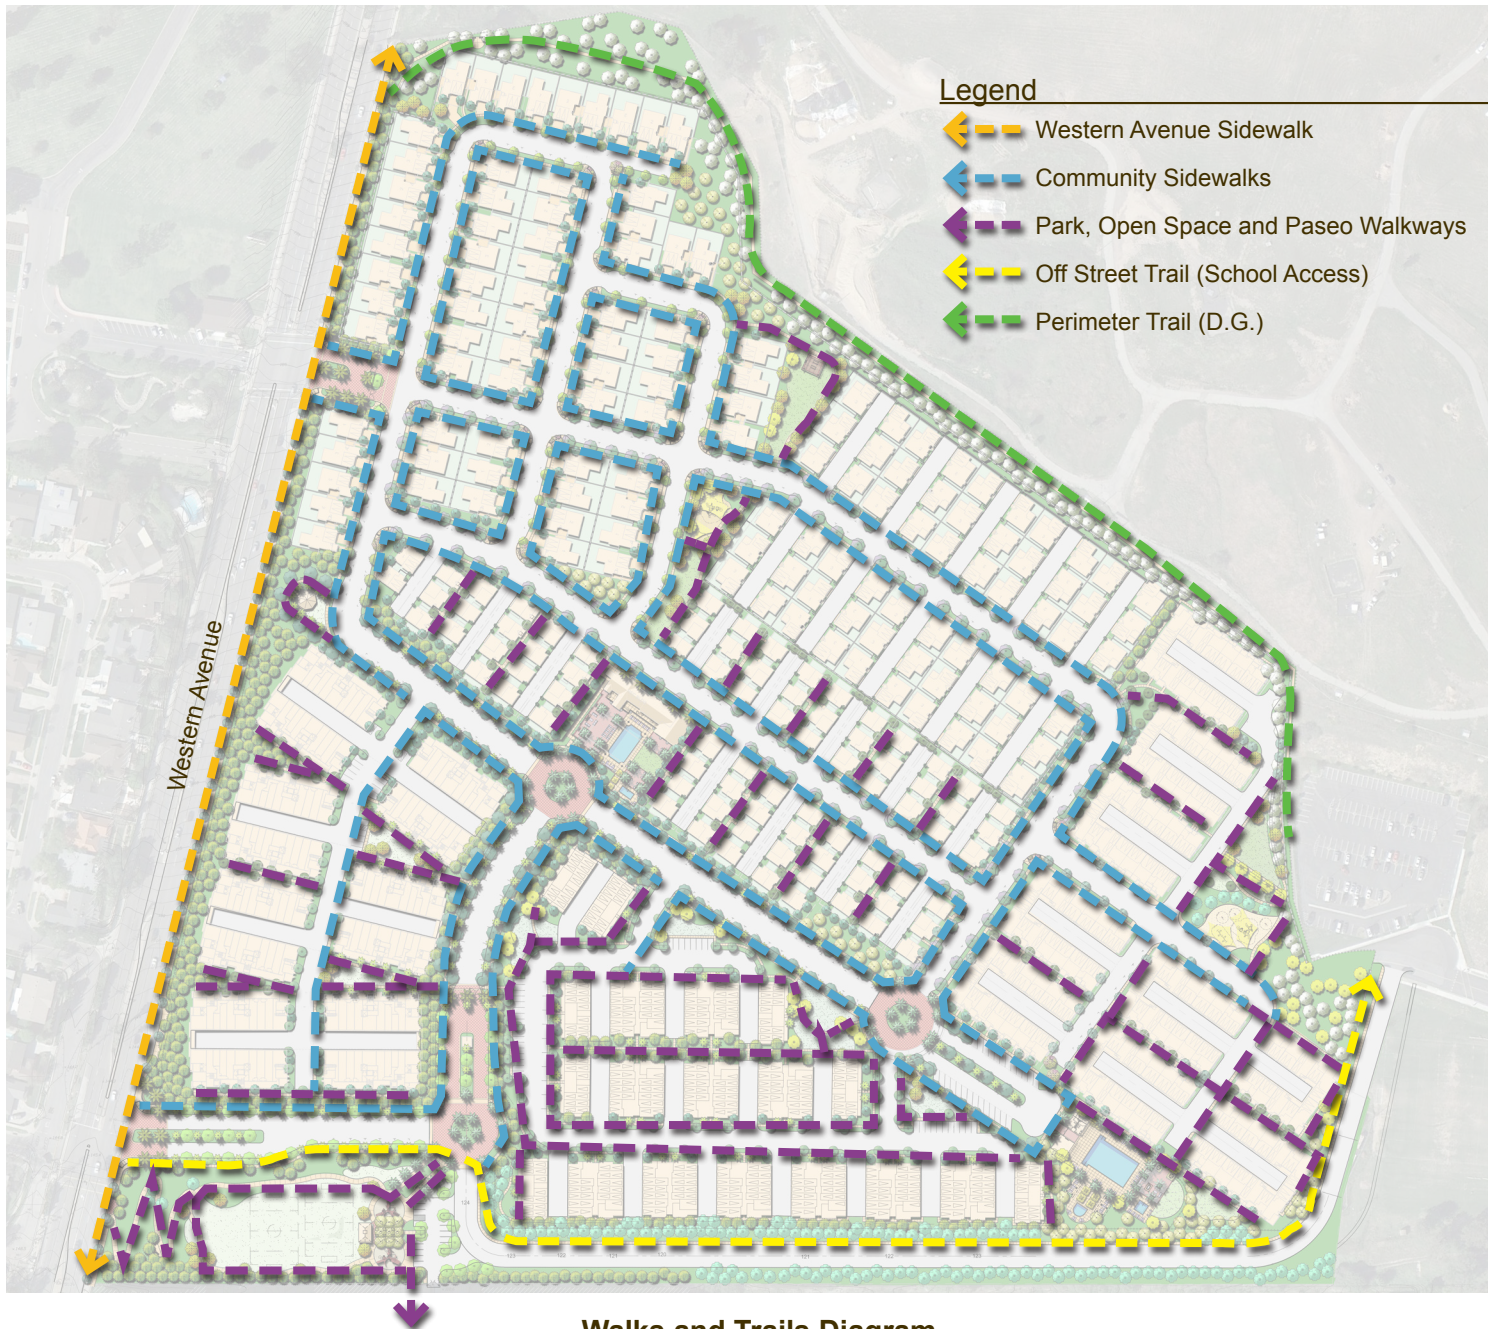 Legend
Western Avenue Sidewalk
Community Sidewalks
Park, Open Space and Paseo Walkways
Off Street Trail (School Access)
Perimeter Trail (D.G.)
Western Avenue
Walks and Trails Diagram